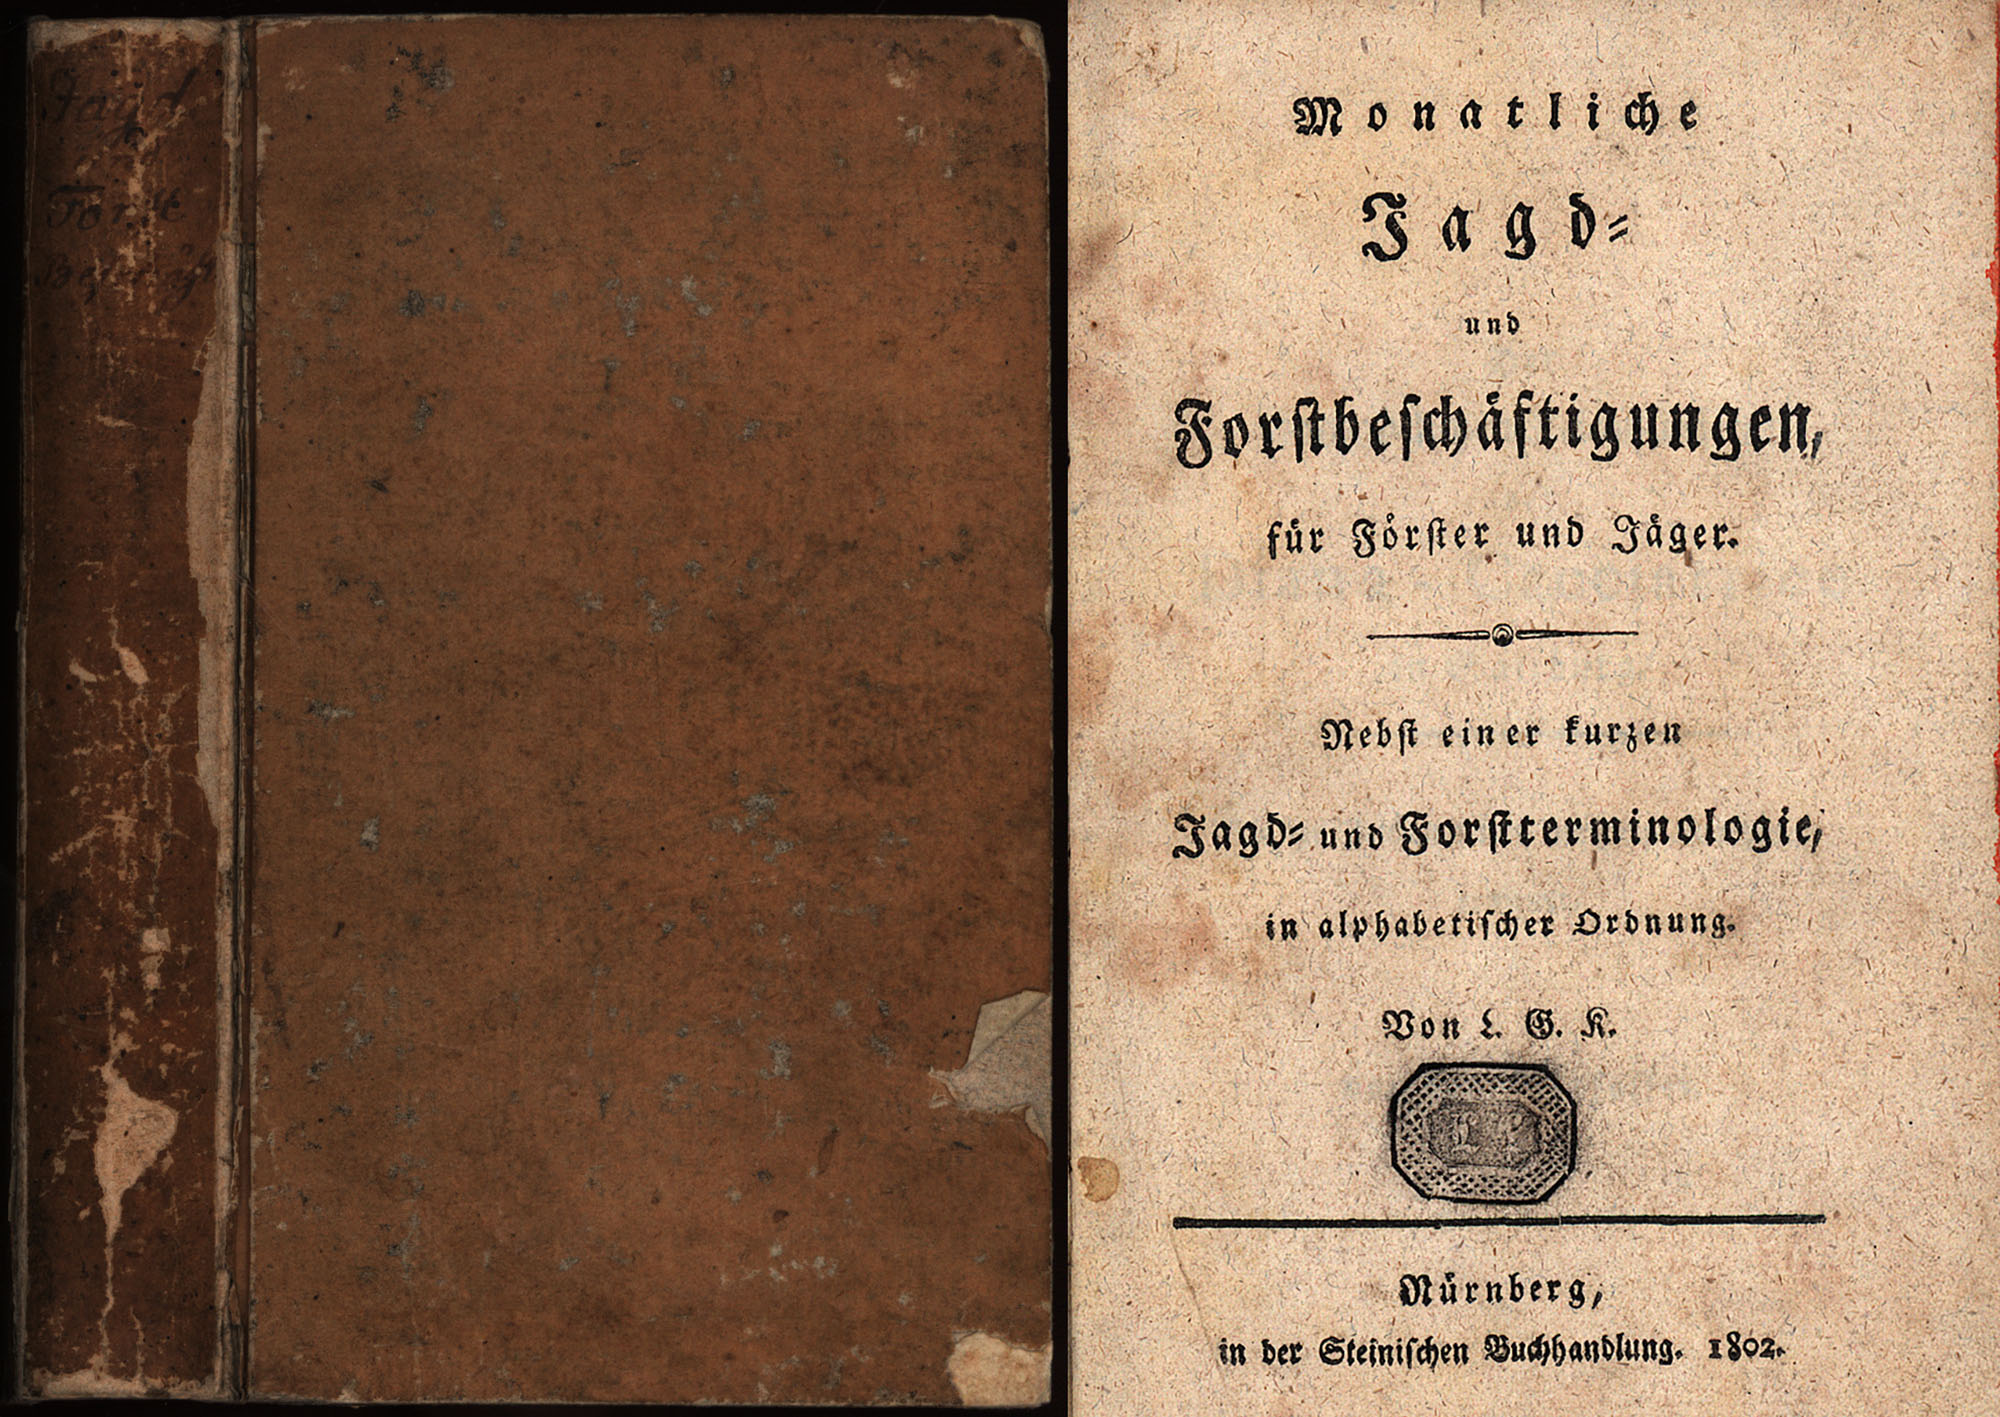 Jagd
Forst
Monatliche
Jagd-
und
Forstbeschäftigungen,
für Förster und Jäger.
Nebst einer kurzen
Jagd- und Forstterminologie,
in alphabetischer Ordnung.
Von L. G. K.
Nürnberg,
in der Steinischen Buchhandlung. 1802.